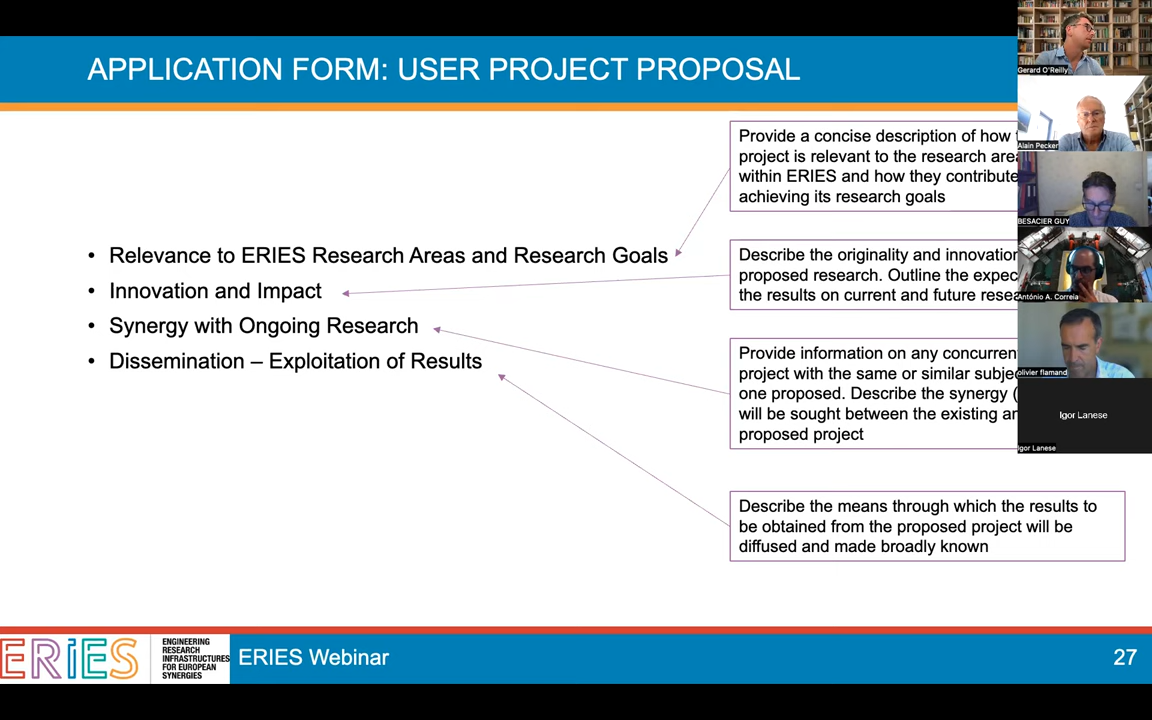 APPLICATION FORM: USER PROJECT PROPOSAL
Provide a concise description of how
project is relevant to the research
within ERIES and how they contribute
achieving its research goals
• Relevance to ERIES Research Areas and Research Goals
• Innovation and Impact
• Synergy with Ongoing Research
• Dissemination – Exploitation of Results
Describe the originality and innovation
proposed research. Outline the
the results on current and future
Provide information on any
project with the same or similar
one proposed. Describe the synergy (
will be sought between the existing
proposed project
Describe the means through which the results to
be obtained from the proposed project will be
diffused and made broadly known
Gerard O'Reilly
Alain Pecker
BESACIER GUY
António A. Correia
olivier flamand
Igor Lanese
Igor Lanese
ERIES
ENGINEERING
RESEARCH
INFRASTRUCTURES
FOR EUROPEAN
SYNERGIES
ERIES Webinar
27